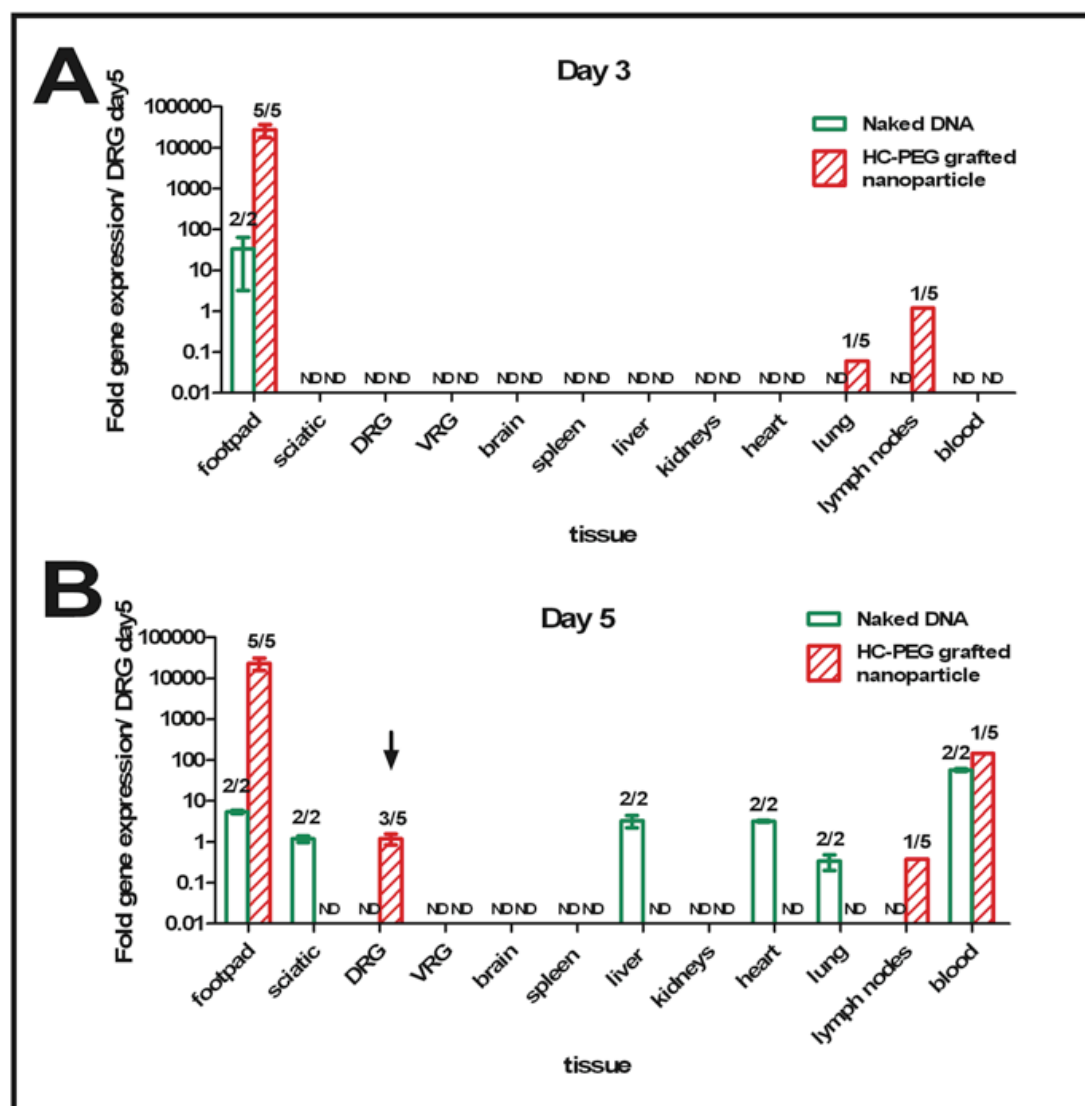 A
Day 3
Fold gene expression/ DRG day5
100000
10000
1000
100
10
1
0.1
0.01
2/2
5/5
1/5
1/5
Naked DNA
HC-PEG grafted
nanoparticle
ND ND ND ND ND ND ND ND ND ND ND ND ND ND ND ND ND ND ND ND
footpad
sciatic
DRG
VRG
brain
spleen
liver
kidneys
heart
lung
lymph nodes
blood
tissue
B
Day 5
Fold gene expression/ DRG day5
100000
10000
1000
100
10
1
0.1
0.01
2/2
5/5
2/2
3/5
2/2
2/2
2/2
1/5
2/2
1/5
Naked DNA
HC-PEG grafted
nanoparticle
ND ND ND ND ND ND ND ND ND ND ND ND ND ND ND
footpad
sciatic
DRG
VRG
brain
spleen
liver
kidneys
heart
lung
lymph nodes
blood
tissue